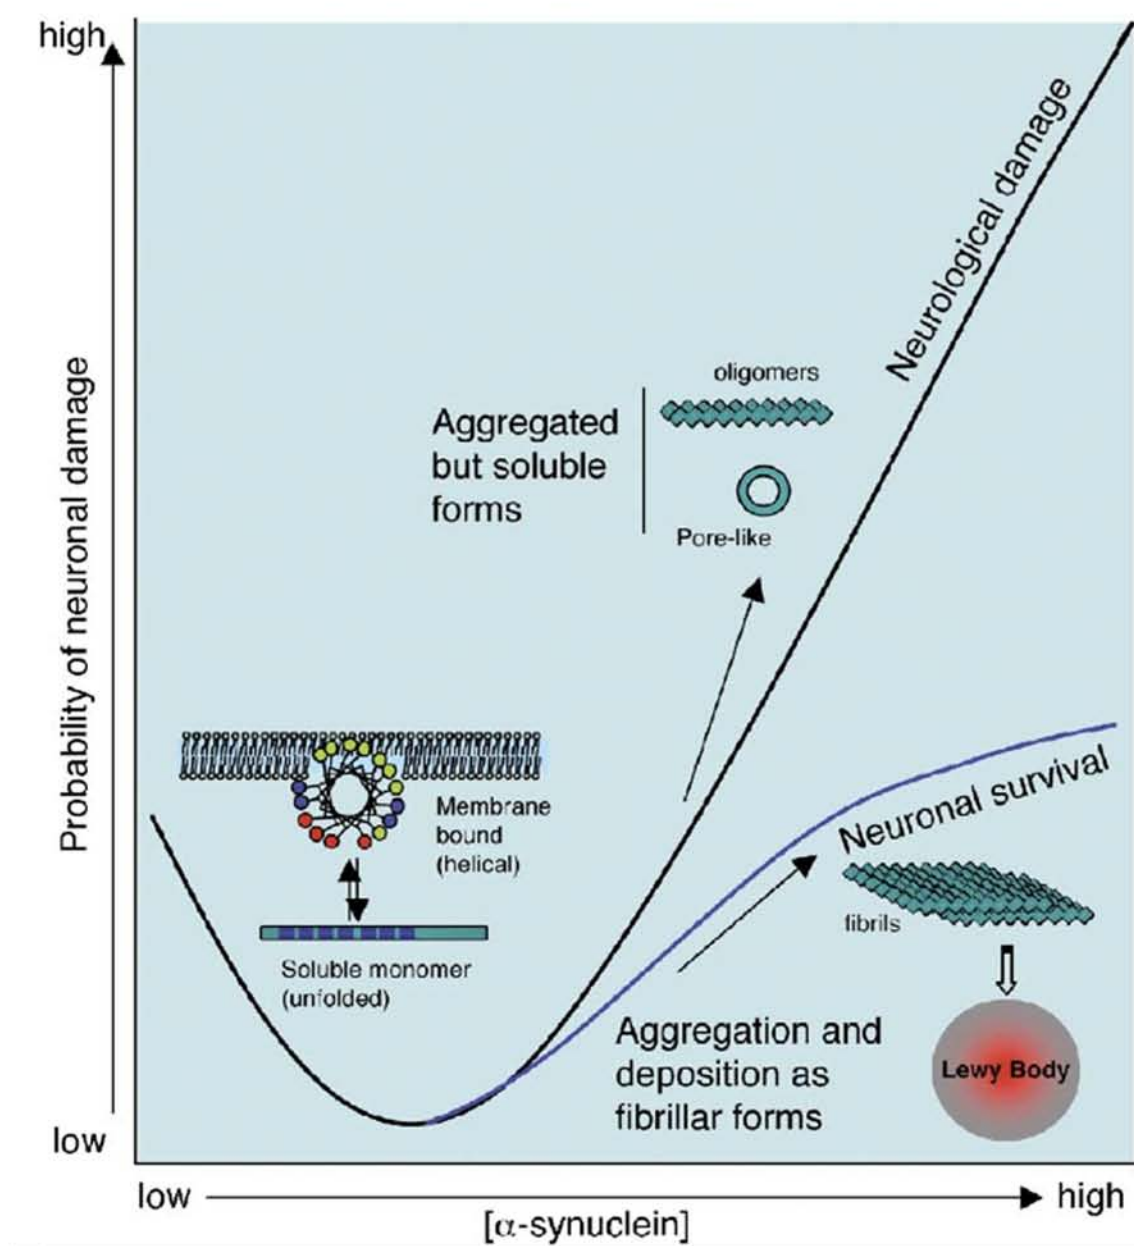 high
Probability of neuronal damage
low
Neurological damage
oligomers
Aggregated
but soluble
forms
Pore-like
Membrane
bound
(helical)
Soluble monomer
(unfolded)
Neuronal survival
fibrils
Aggregation and
deposition as
fibrillar forms
Lewy Body
low
high
[α-synuclein]